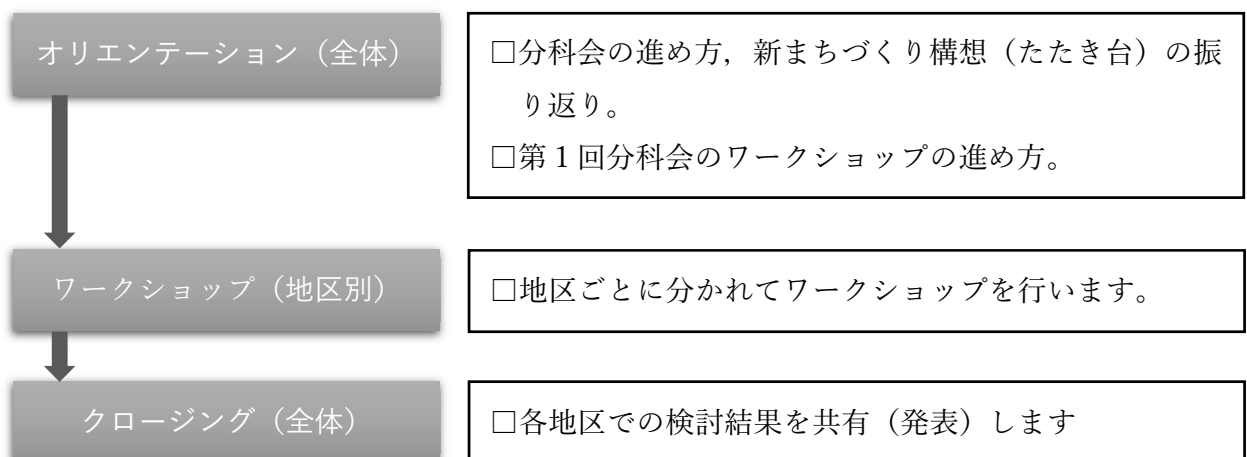 オリエンテーション（全体）
□分科会の進め方，新まちづくり構想（たたき台）の振
り返り。
□第１回分科会のワークショップの進め方。
ワークショップ（地区別）
□地区ごとに分かれてワークショップを行います。
クロージング（全体）
□各地区での検討結果を共有（発表）します